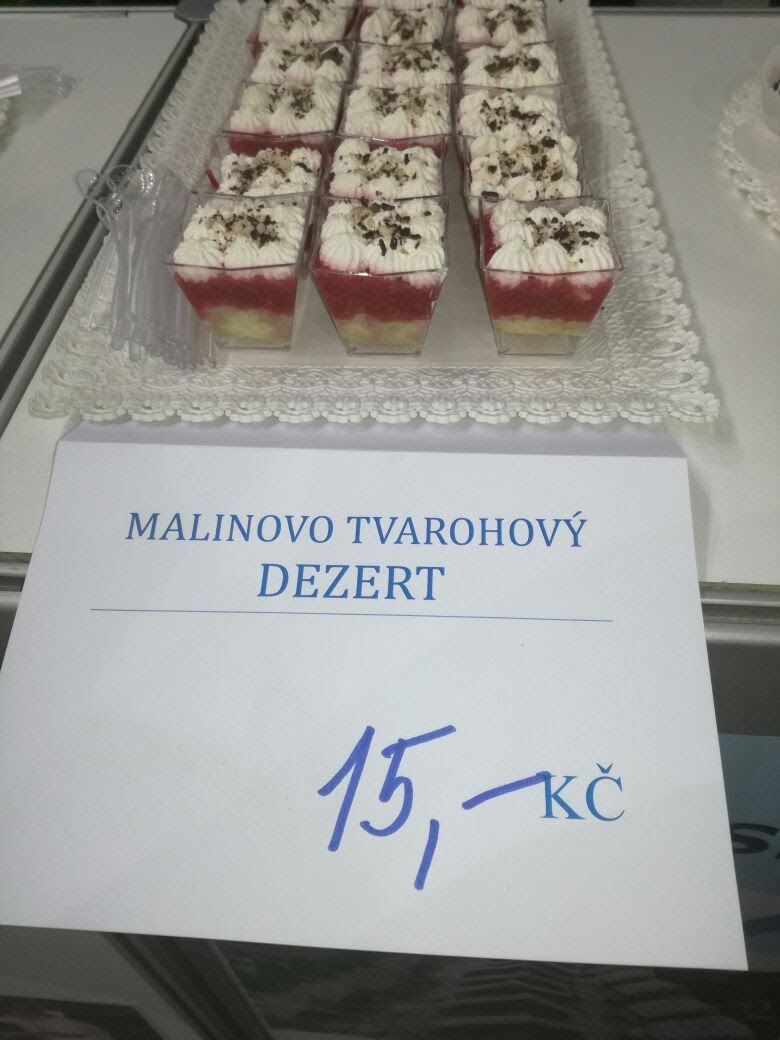 MALINOVO TVAROHOVÝ
DEZERT
15,- KČ